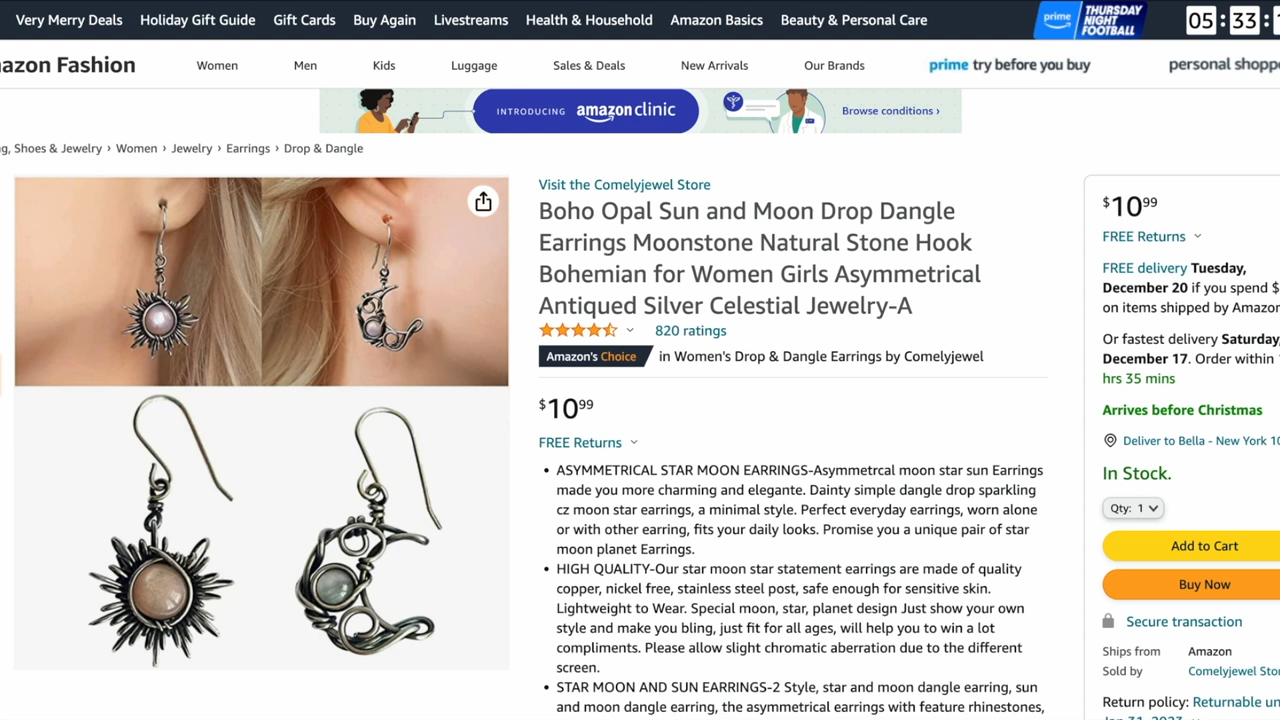 Very Merry Deals Holiday Gift Guide Gift Cards Buy Again Livestreams Health & Household Amazon Basics Beauty & Personal Care
prime THURSDAY NIGHT FOOTBALL
05 : 33 :
azon Fashion Women Men Kids Luggage Sales & Deals New Arrivals Our Brands prime try before you buy personal shopp
INTRODUCING amazon clinic Browse conditions ›
g, Shoes & Jewelry › Women › Jewelry › Earrings › Drop & Dangle
Visit the Comelyjewel Store
Boho Opal Sun and Moon Drop Dangle
Earrings Moonstone Natural Stone Hook
Bohemian for Women Girls Asymmetrical
Antiqued Silver Celestial Jewelry-A
820 ratings
Amazon's Choice in Women's Drop & Dangle Earrings by Comelyjewel
$10 99
FREE Returns
• ASYMMETRICAL STAR MOON EARRINGS-Asymmetrcal moon star sun Earrings
made you more charming and elegante. Dainty simple dangle drop sparkling
cz moon star earrings, a minimal style. Perfect everyday earrings, worn alone
or with other earring, fits your daily looks. Promise you a unique pair of star
moon planet Earrings.
• HIGH QUALITY-Our star moon star statement earrings are made of quality
copper, nickel free, stainless steel post, safe enough for sensitive skin.
Lightweight to Wear. Special moon, star, planet design Just show your own
style and make you bling, just fit for all ages, will help you to win a lot
compliments. Please allow slight chromatic aberration due to the different
screen.
• STAR MOON AND SUN EARRINGS-2 Style, star and moon dangle earring, sun
and moon dangle earring, the asymmetrical earrings with feature rhinestones,
$10 99
FREE Returns
FREE delivery Tuesday,
December 20 if you spend $
on items shipped by Amazon
Or fastest delivery Saturday,
December 17. Order within
hrs 35 mins
Arrives before Christmas
Deliver to Bella - New York 10
In Stock.
Qty: 1
Add to Cart
Buy Now
Secure transaction
Ships from Amazon
Sold by Comelyjewel Sto
Return policy: Returnable un
Jan 31, 2023